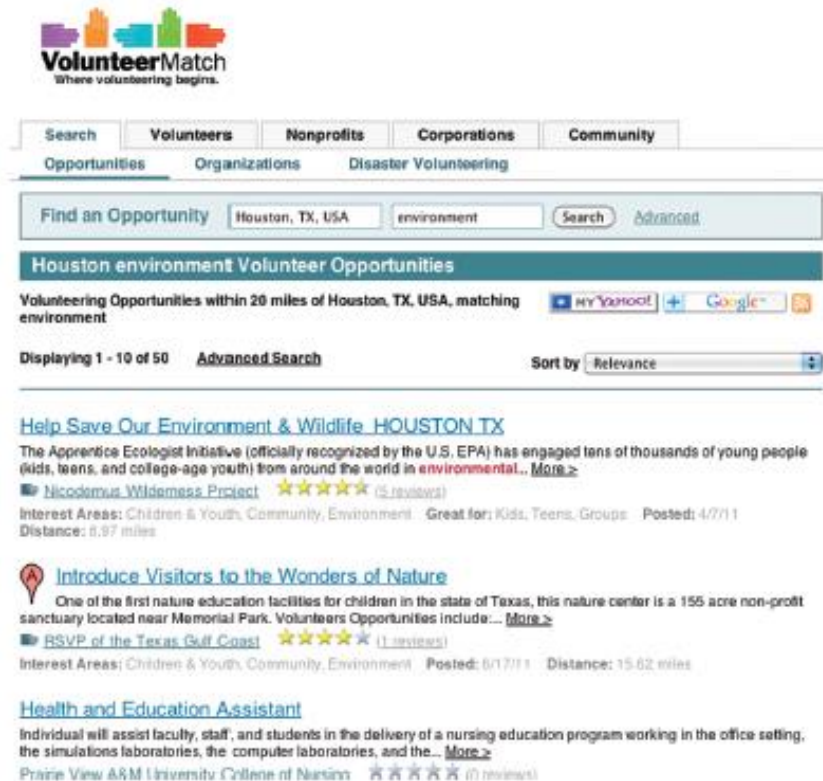 VolunteerMatch
Where volunteering begins.
Search Volunteers Nonprofits Corporations Community
Opportunities Organizations Disaster Volunteering
Find an Opportunity Houston, TX, USA environment Search Advanced
Houston environment Volunteer Opportunities
Volunteering Opportunities within 20 miles of Houston, TX, USA, matching
environment
MY YAHOO! Google
Displaying 1 - 10 of 50 Advanced Search Sort by Relevance
Help Save Our Environment & Wildlife HOUSTON TX
The Apprentice Ecologist Initiative (officially recognized by the U.S. EPA) has engaged tens of thousands of young people
(kids, teens, and college-age youth) from around the world in environmental... More >
Nicodemus Wilderness Project (5 reviews)
Interest Areas: Children & Youth, Community, Environment Great for: Kids, Teens, Groups Posted: 4/7/11
Distance: 6.97 miles
A Introduce Visitors to the Wonders of Nature
One of the first nature education facilities for children in the state of Texas, this nature center is a 155 acre non-profit
sanctuary located near Memorial Park. Volunteers Opportunities include:... More >
RSVP of the Texas Gulf Coast (1 reviews)
Interest Areas: Children & Youth, Community, Environment Posted: 6/17/11 Distance: 15.62 miles
Health and Education Assistant
Individual will assist faculty, staff, and students in the delivery of a nursing education program working in the office setting,
the simulations laboratories, the computer laboratories, and the... More >
Prairie View A&M University College of Nursing (0 reviews)